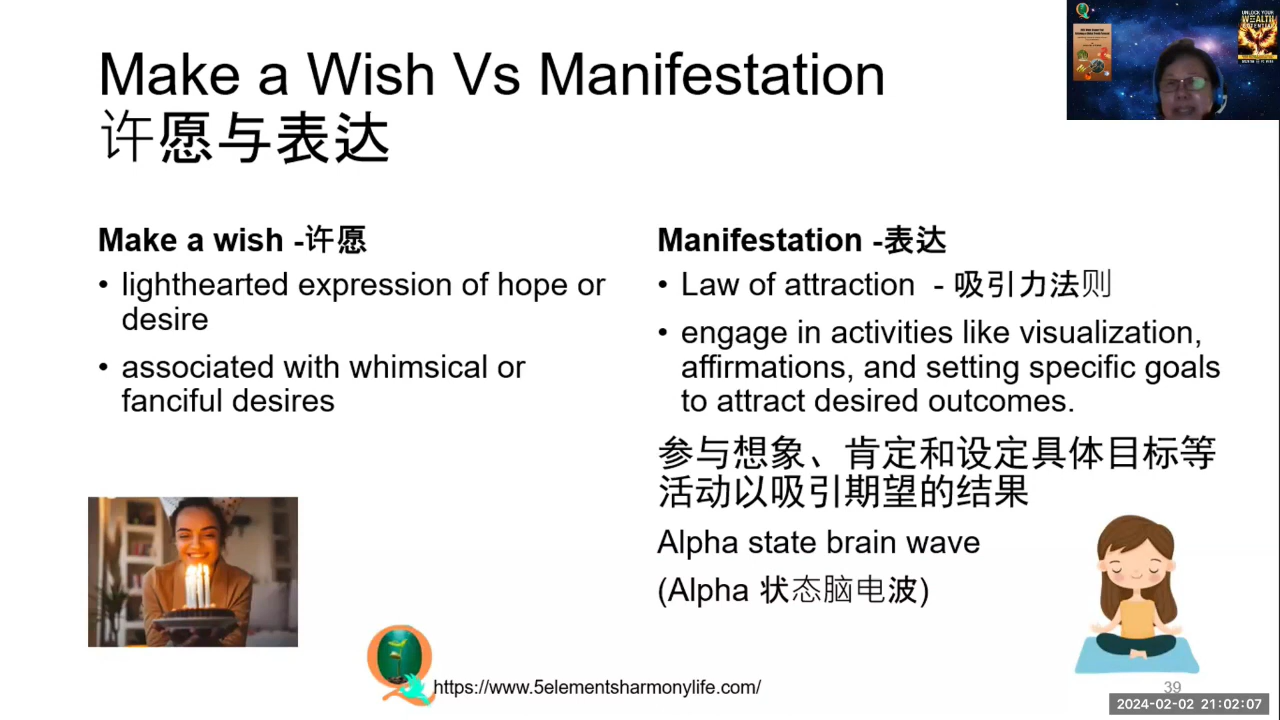 Make a Wish Vs Manifestation
许愿与表达
Make a wish -许愿
• lighthearted expression of hope or
desire
• associated with whimsical or
fanciful desires
Manifestation -表达
• Law of attraction - 吸引力法则
• engage in activities like visualization,
affirmations, and setting specific goals
to attract desired outcomes.
参与想象、肯定和设定具体目标等
活动以吸引期望的结果
Alpha state brain wave
(Alpha 状态脑电波)
https://www.5elementsharmonylife.com/
39
2024-02-02 21:02:07
UNLOCK YOUR
WEALTH